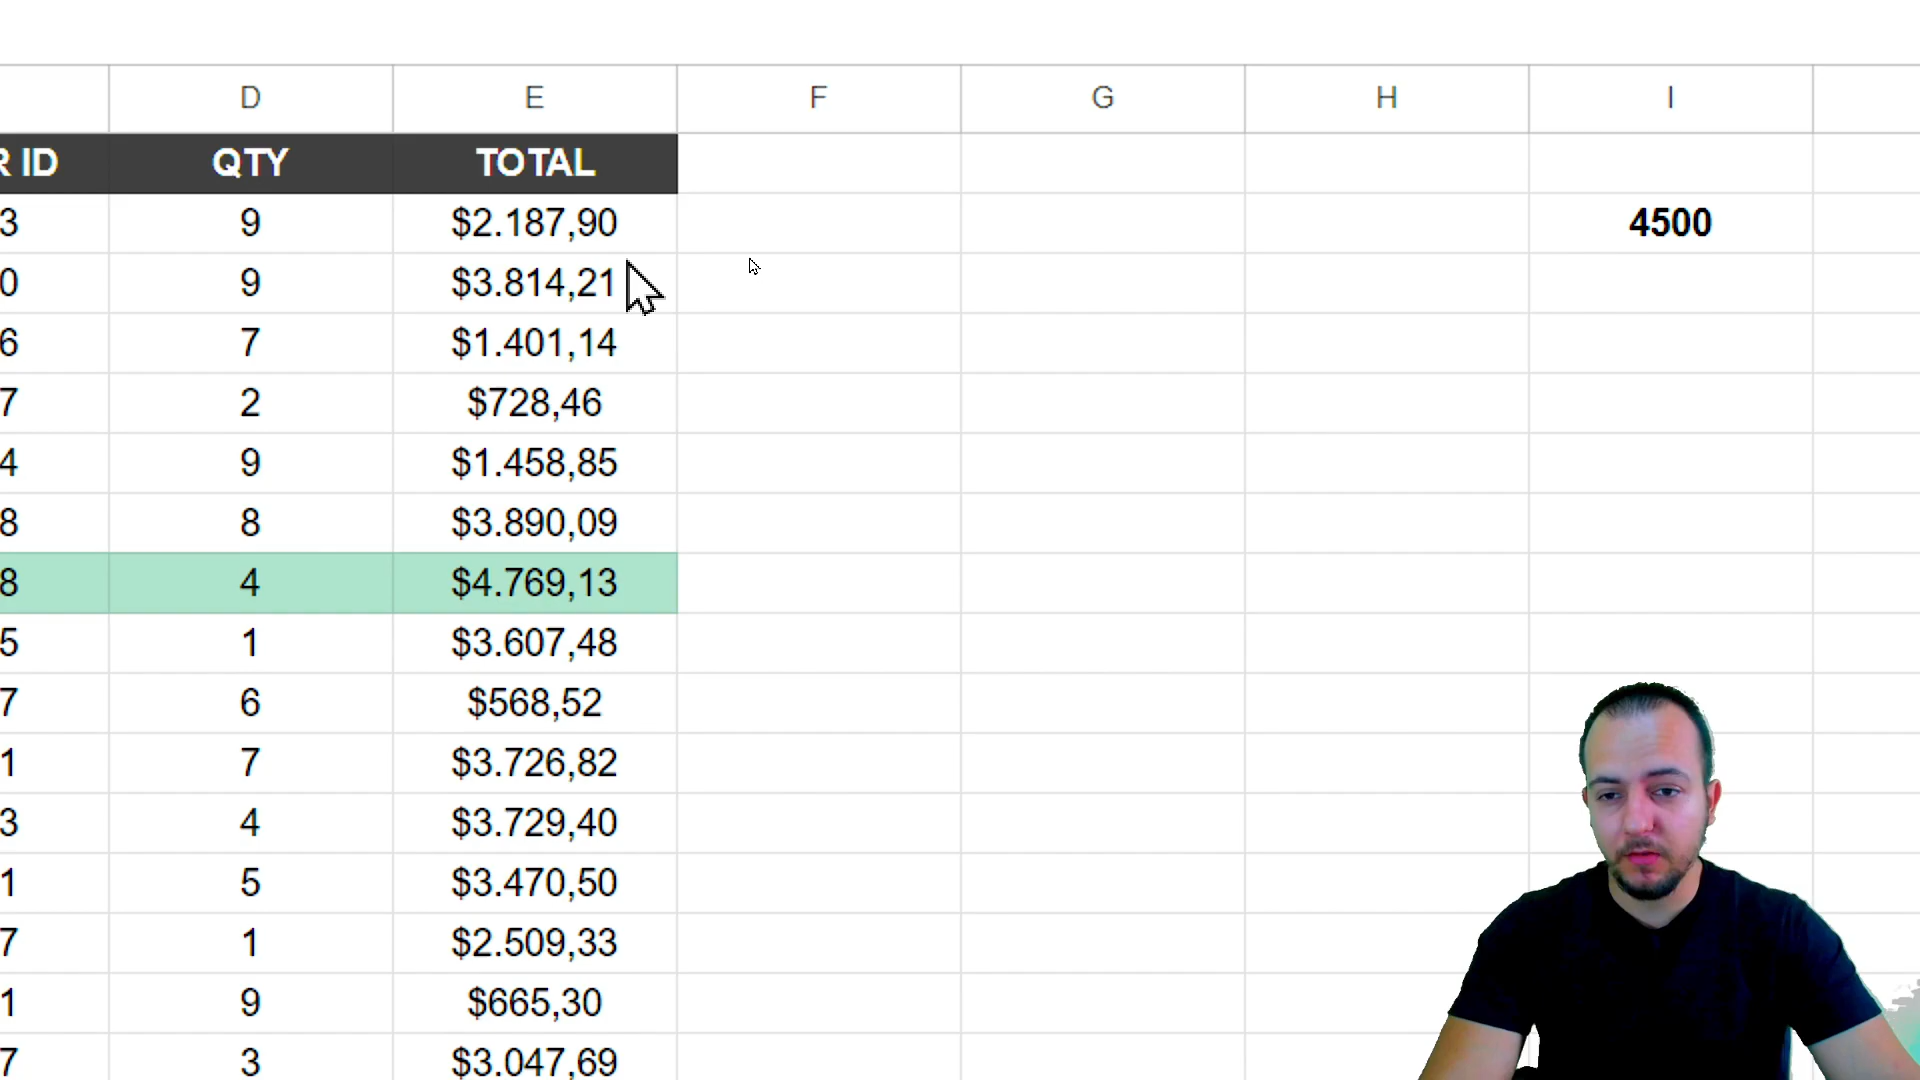 D E F G H I
R ID QTY TOTAL
3 9 $2.187,90 4500
0 9 $3.814,21
6 7 $1.401,14
7 2 $728,46
4 9 $1.458,85
8 8 $3.890,09
8 4 $4.769,13
5 1 $3.607,48
7 6 $568,52
1 7 $3.726,82
3 4 $3.729,40
1 5 $3.470,50
7 1 $2.509,33
1 9 $665,30
7 3 $3.047,69